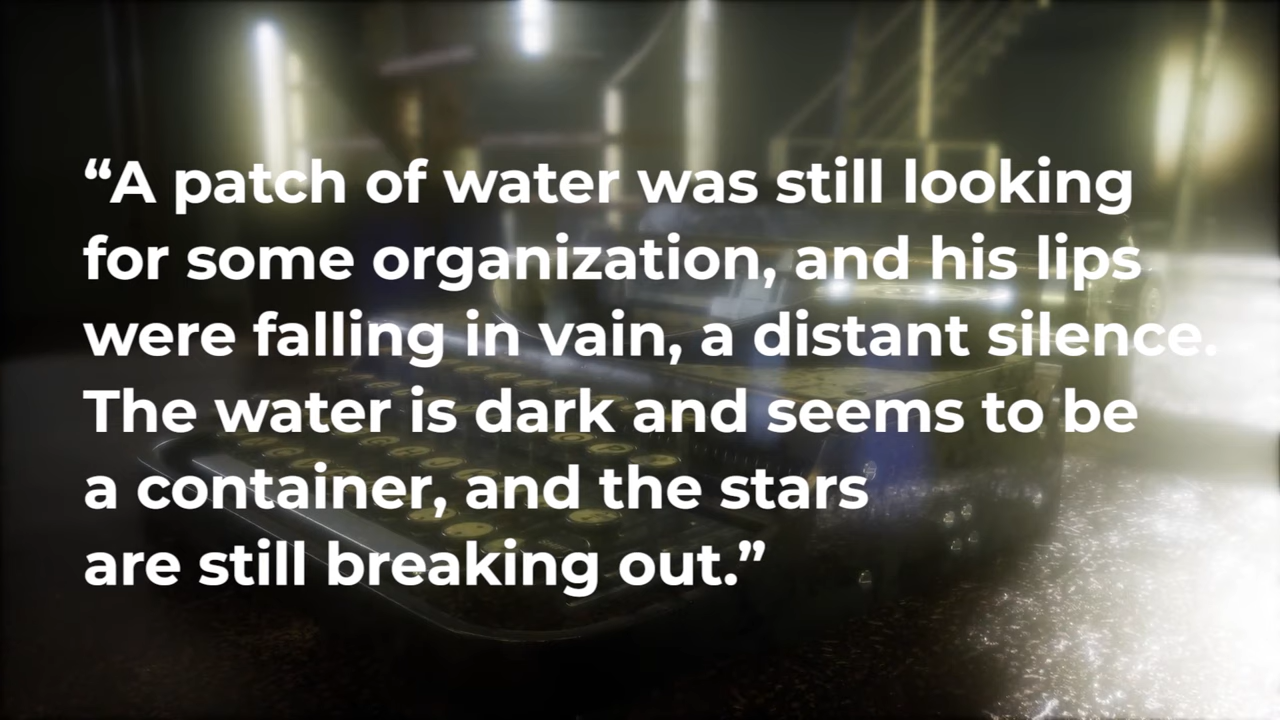 “A patch of water was still looking
for some organization, and his lips
were falling in vain, a distant silence.
The water is dark and seems to be
a container, and the stars
are still breaking out.”